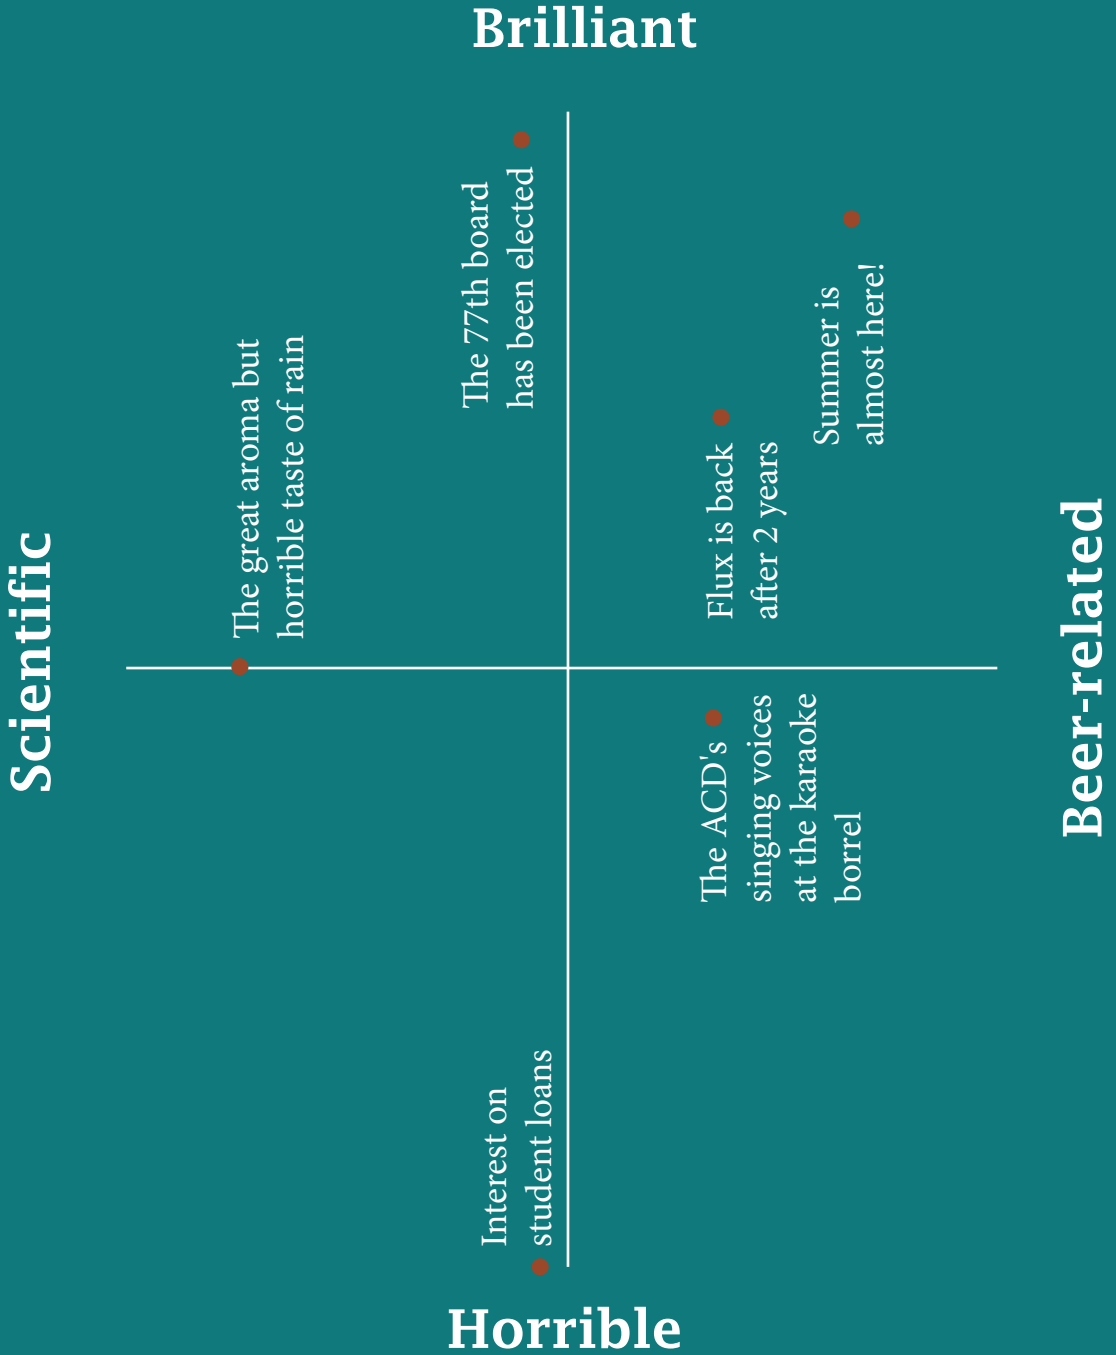 Brilliant
The 77th board
has been elected
Summer is
almost here!
The great aroma but
horrible taste of rain
Flux is back
after 2 years
Scientific
Beer-related
The ACD's
singing voices
at the karaoke
borrel
Interest on
student loans
Horrible